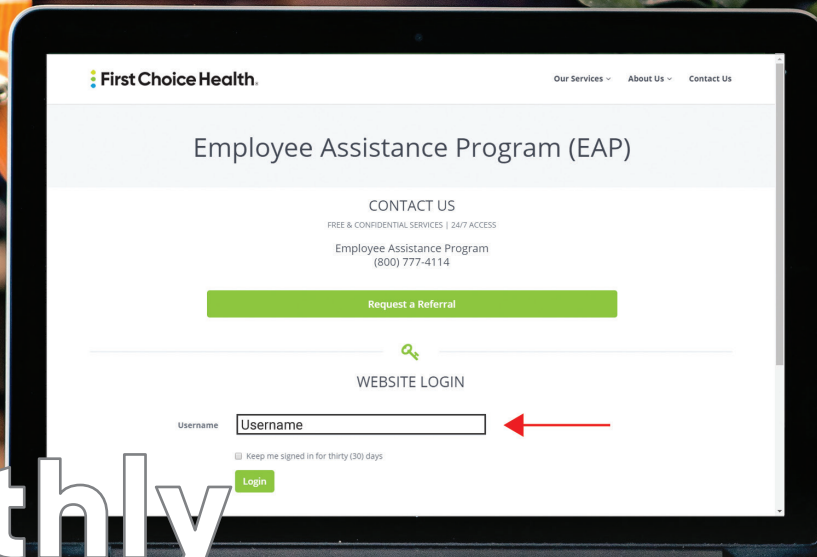 First Choice Health.
Our Services
About Us
Contact Us
Employee Assistance Program (EAP)
CONTACT US
FREE & CONFIDENTIAL SERVICES | 24/7 ACCESS
Employee Assistance Program
(800) 777-4114
Request a Referral
WEBSITE LOGIN
Username Username
Keep me signed in for thirty (30) days
Login
thly